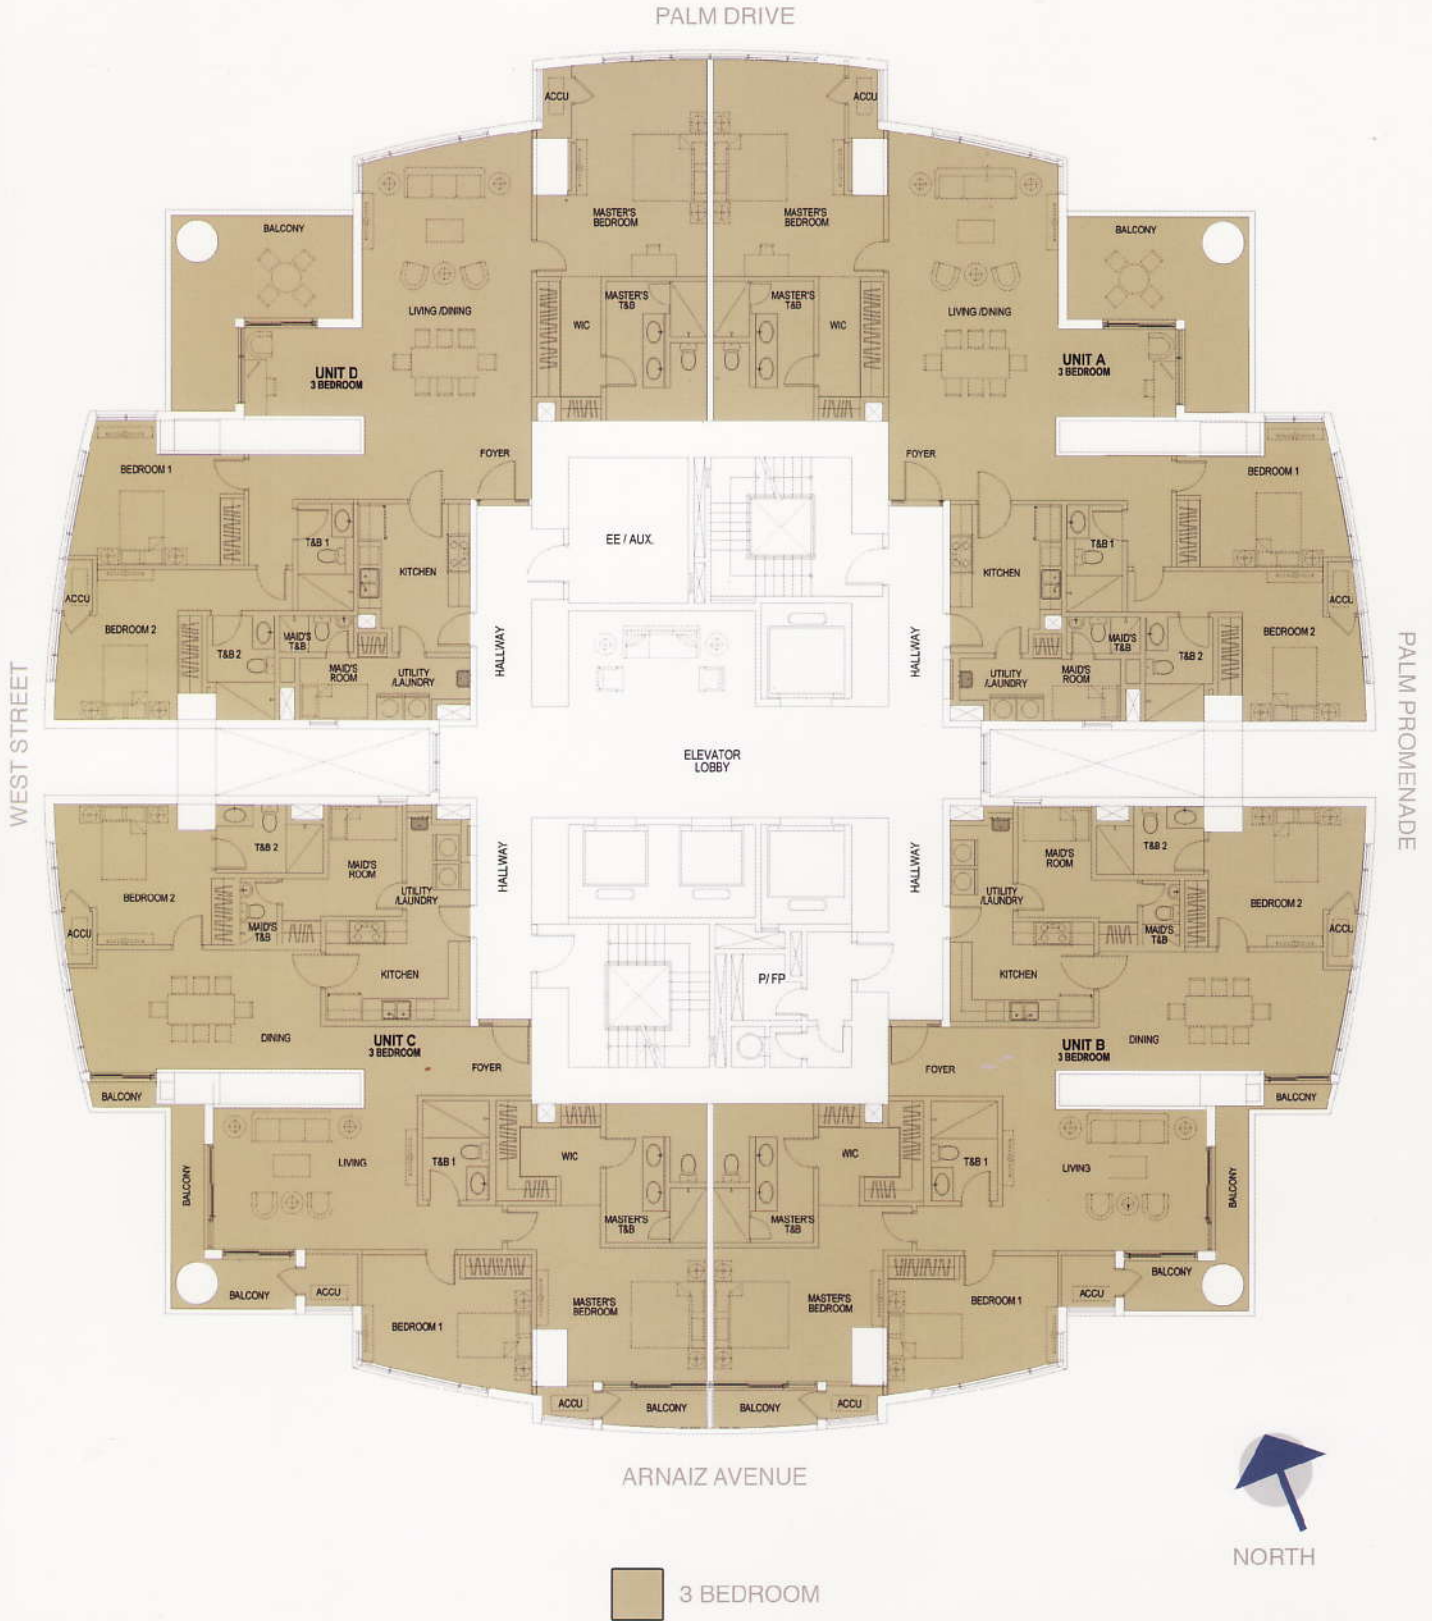 PALM DRIVE
ACCU
ACCU
MASTER'S
BEDROOM
MASTER'S
BEDROOM
BALCONY
BALCONY
LIVING /DINING
WIC
MASTER'S
T&B
MASTER'S
T&B
WIC
LIVING /DINING
UNIT D
3 BEDROOM
UNIT A
3 BEDROOM
FOYER
FOYER
BEDROOM 1
BEDROOM 1
T&B 1
KITCHEN
EE / AUX.
KITCHEN
T&B 1
ACCU
ACCU
BEDROOM 2
T&B 2
MAID'S
T&B
MAID'S
ROOM
UTILITY
/LAUNDRY
HALLWAY
HALLWAY
UTILITY
/LAUNDRY
MAID'S
ROOM
MAID'S
T&B
T&B 2
BEDROOM 2
WEST STREET
PALM PROMENADE
ELEVATOR
LOBBY
T&B 2
MAID'S
ROOM
UTILITY
/LAUNDRY
HALLWAY
HALLWAY
UTILITY
/LAUNDRY
MAID'S
ROOM
T&B 2
BEDROOM 2
BEDROOM 2
ACCU
MAID'S
T&B
MAID'S
T&B
ACCU
KITCHEN
P/ FP
KITCHEN
DINING
UNIT C
3 BEDROOM
UNIT B
3 BEDROOM
DINING
FOYER
FOYER
BALCONY
BALCONY
LIVING
T&B 1
WIC
WIC
T&B 1
LIVING
BALCONY
BALCONY
MASTER'S
T&B
MASTER'S
T&B
BALCONY
ACCU
MASTER'S
BEDROOM
MASTER'S
BEDROOM
ACCU
BALCONY
BEDROOM 1
BEDROOM 1
ACCU
BALCONY
BALCONY
ACCU
ARNAIZ AVENUE
NORTH
3 BEDROOM